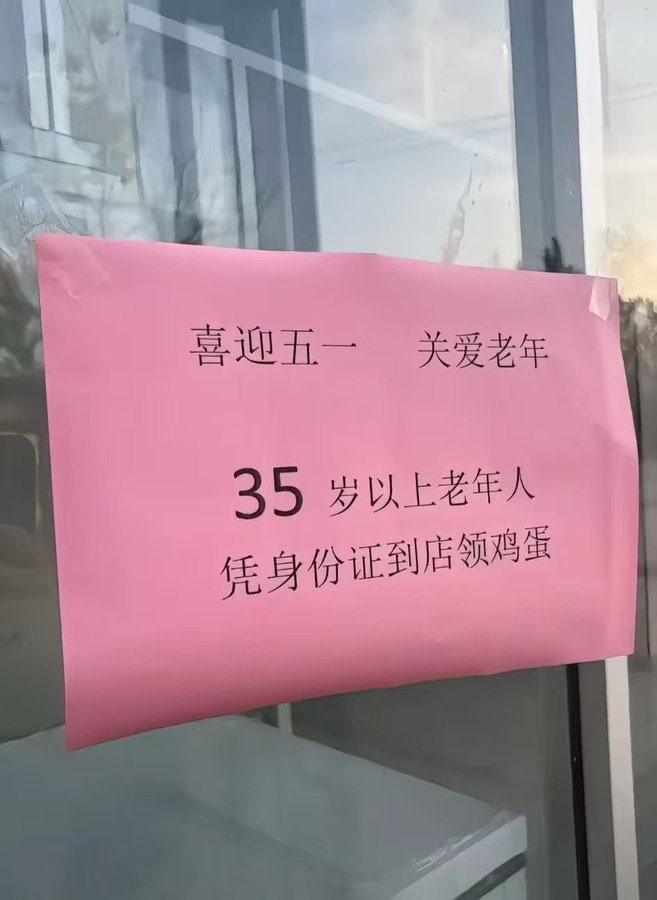 喜迎五一 关爱老年
35 岁以上老年人
凭身份证到店领鸡蛋